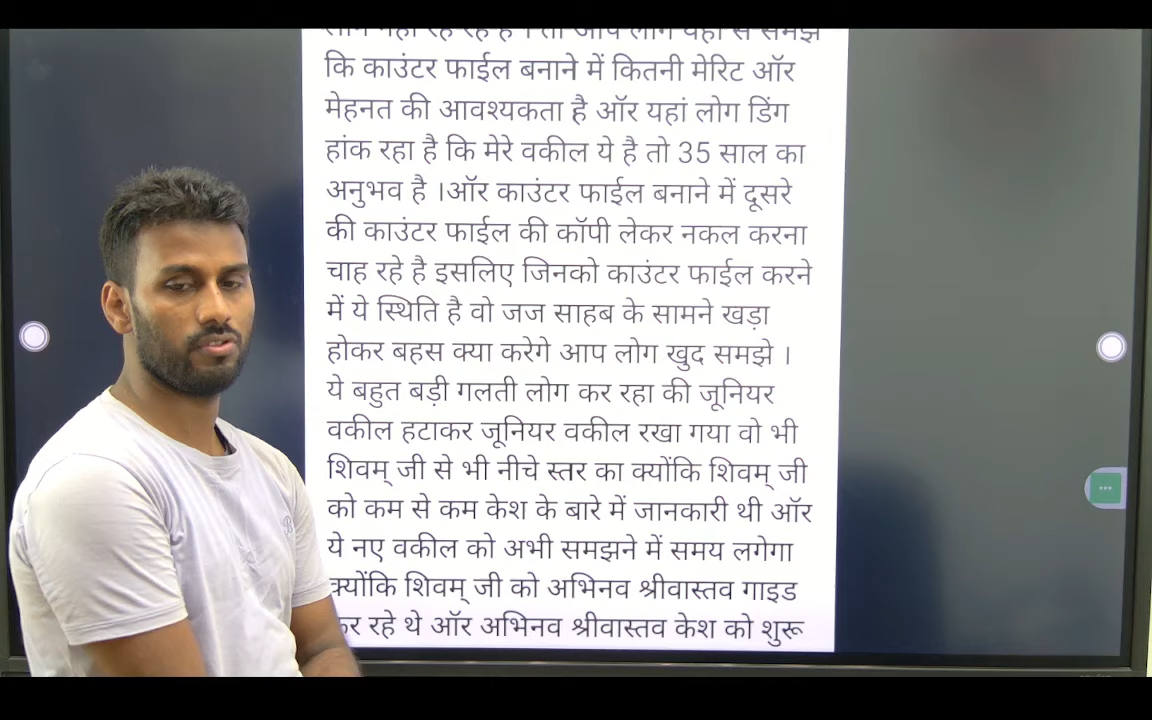 कि काउंटर फाईल बनाने में कितनी मेरिट ऑर
मेहनत की आवश्यकता है ऑर यहां लोग डिंग
हांक रहा है कि मेरे वकील ये है तो 35 साल का
अनुभव है ।ऑर काउंटर फाईल बनाने में दूसरे
की काउंटर फाईल की कॉपी लेकर नकल करना
चाह रहे है इसलिए जिनको काउंटर फाईल करने
में ये स्थिति है वो जज साहब के सामने खड़ा
होकर बहस क्या करेगे आप लोग खुद समझे ।
ये बहुत बड़ी गलती लोग कर रहा की जूनियर
वकील हटाकर जूनियर वकील रखा गया वो भी
शिवम् जी से भी नीचे स्तर का क्योंकि शिवम् जी
को कम से कम केश के बारे में जानकारी थी ऑर
ये नए वकील को अभी समझने में समय लगेगा
क्योंकि शिवम् जी को अभिनव श्रीवास्तव गाइड
कर रहे थे ऑर अभिनव श्रीवास्तव केश को शुरू